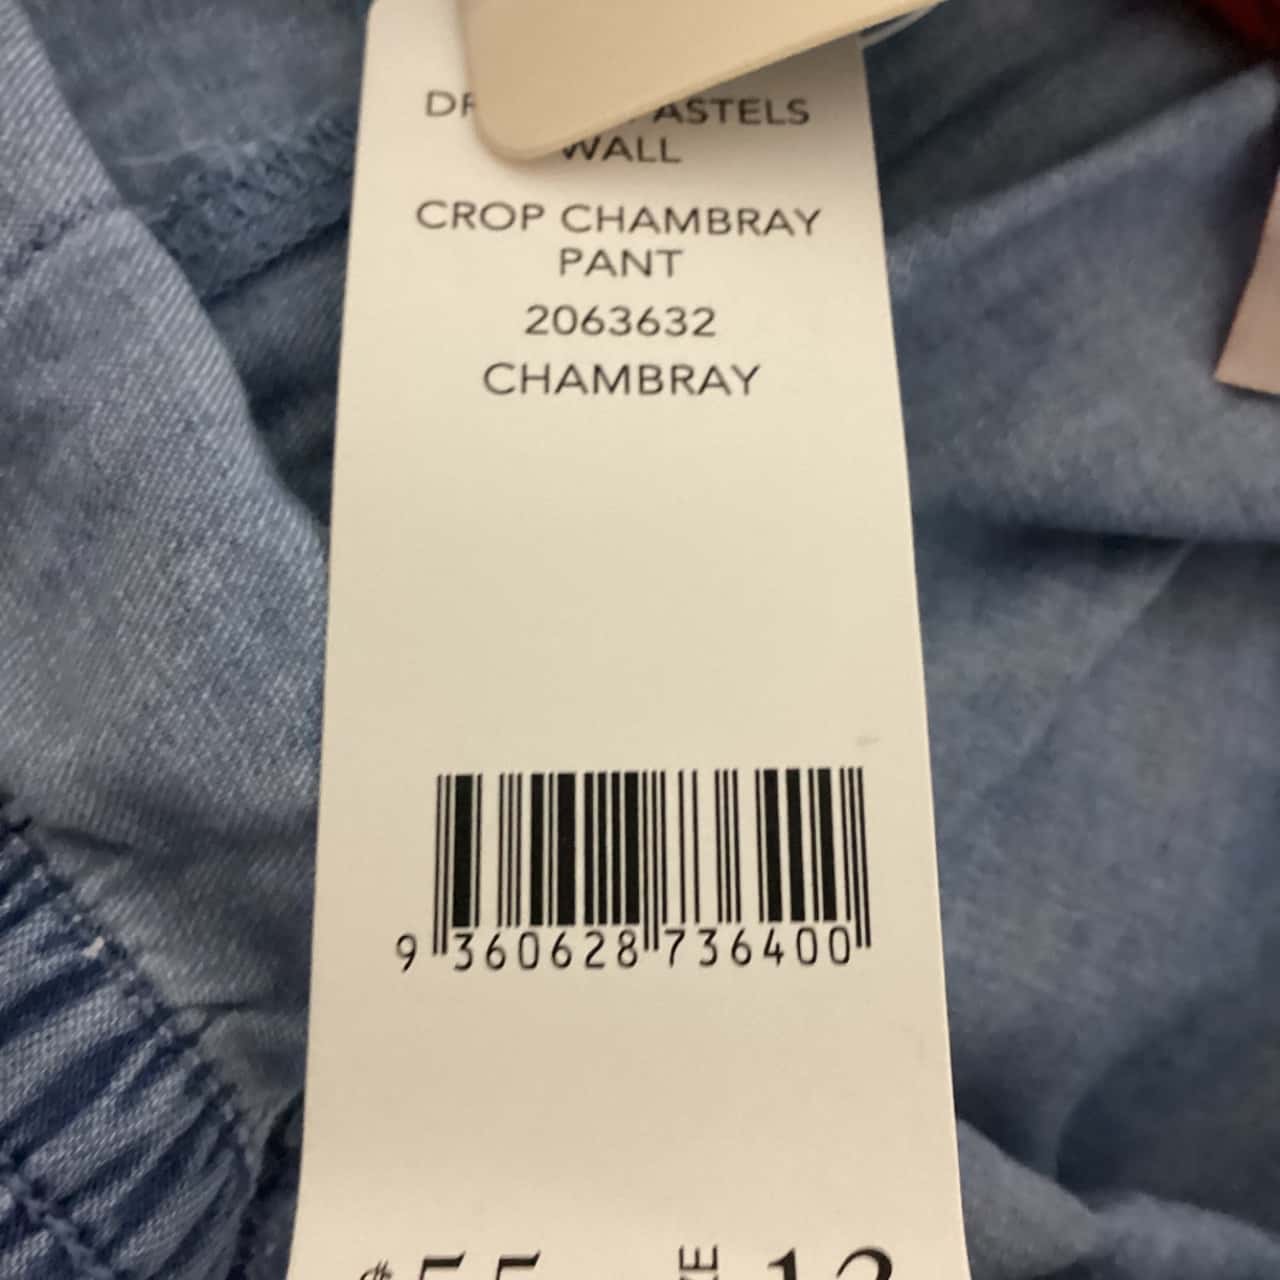 WALL
CROP CHAMBRAY
PANT
2063632
CHAMBRAY
9 360628 736400